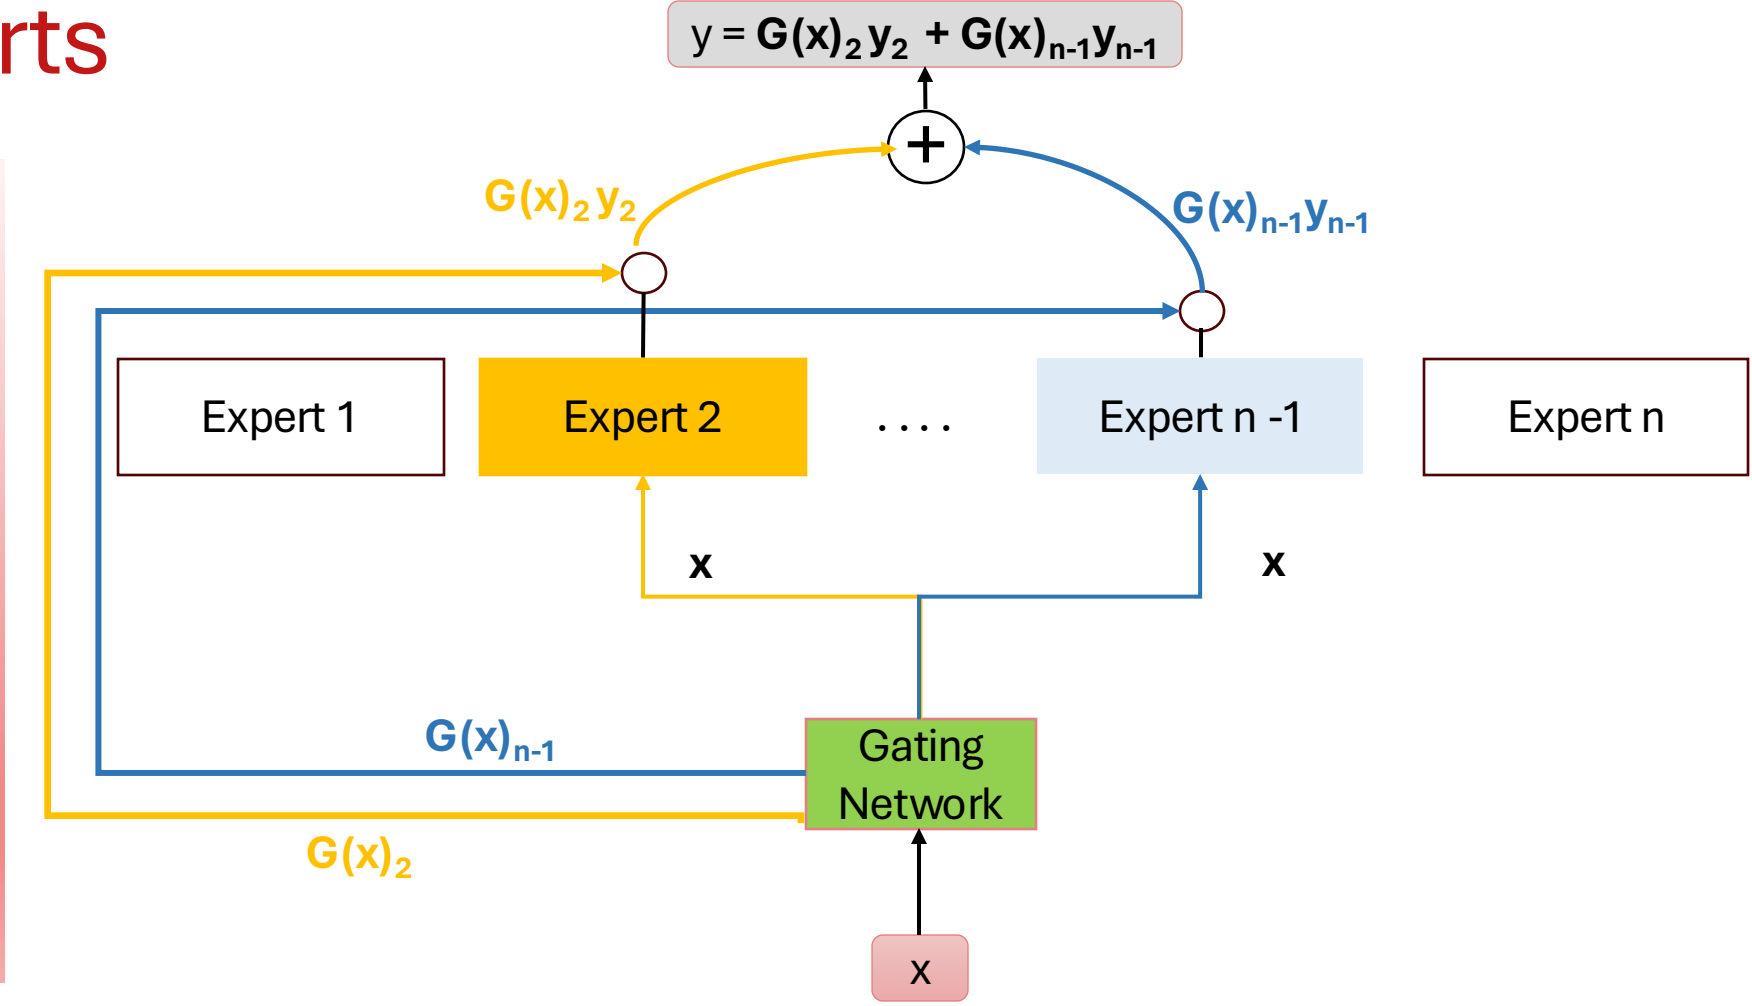 rts
y = G(x)₂ y₂ + G(x)ₙ₋₁yₙ₋₁
+
G(x)₂ y₂
G(x)ₙ₋₁yₙ₋₁
Expert 1
Expert 2
....
Expert n -1
Expert n
x
x
G(x)ₙ₋₁
Gating
Network
G(x)₂
x